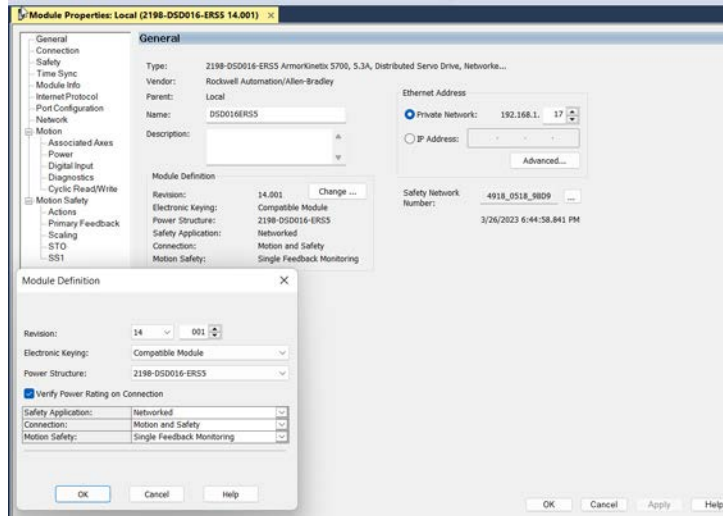 Module Properties: Local (2198-DSD016-ERS5 14.001) ×
General
Connection
Safety
Time Sync
Module Info
Internet Protocol
Port Configuration
Network
Motion
Associated Axes
Power
Digital Input
Diagnostics
Cyclic Read/Write
Motion Safety
Actions
Primary Feedback
Scaling
STO
SS1
General
Type: 2198-DSD016-ERS5 ArmorKinetix 5700, 5.3A, Distributed Servo Drive, Networke...
Vendor: Rockwell Automation/Allen-Bradley
Parent: Local
Name: DSD016ERS5
Description:
Module Definition
Revision: 14.001 Change ...
Electronic Keying: Compatible Module
Power Structure: 2198-DSD016-ERS5
Safety Application: Networked
Connection: Motion and Safety
Motion Safety: Single Feedback Monitoring
Ethernet Address
Private Network: 192.168.1. 17
IP Address: . . .
Advanced...
Safety Network Number: 4918_0518_98D9 ...
3/26/2023 6:44:58.841 PM
Module Definition ×
Revision: 14 001
Electronic Keying: Compatible Module
Power Structure: 2198-DSD016-ERS5
Verify Power Rating on Connection
Safety Application: Networked
Connection: Motion and Safety
Motion Safety: Single Feedback Monitoring
OK Cancel Help
OK Cancel Apply Help